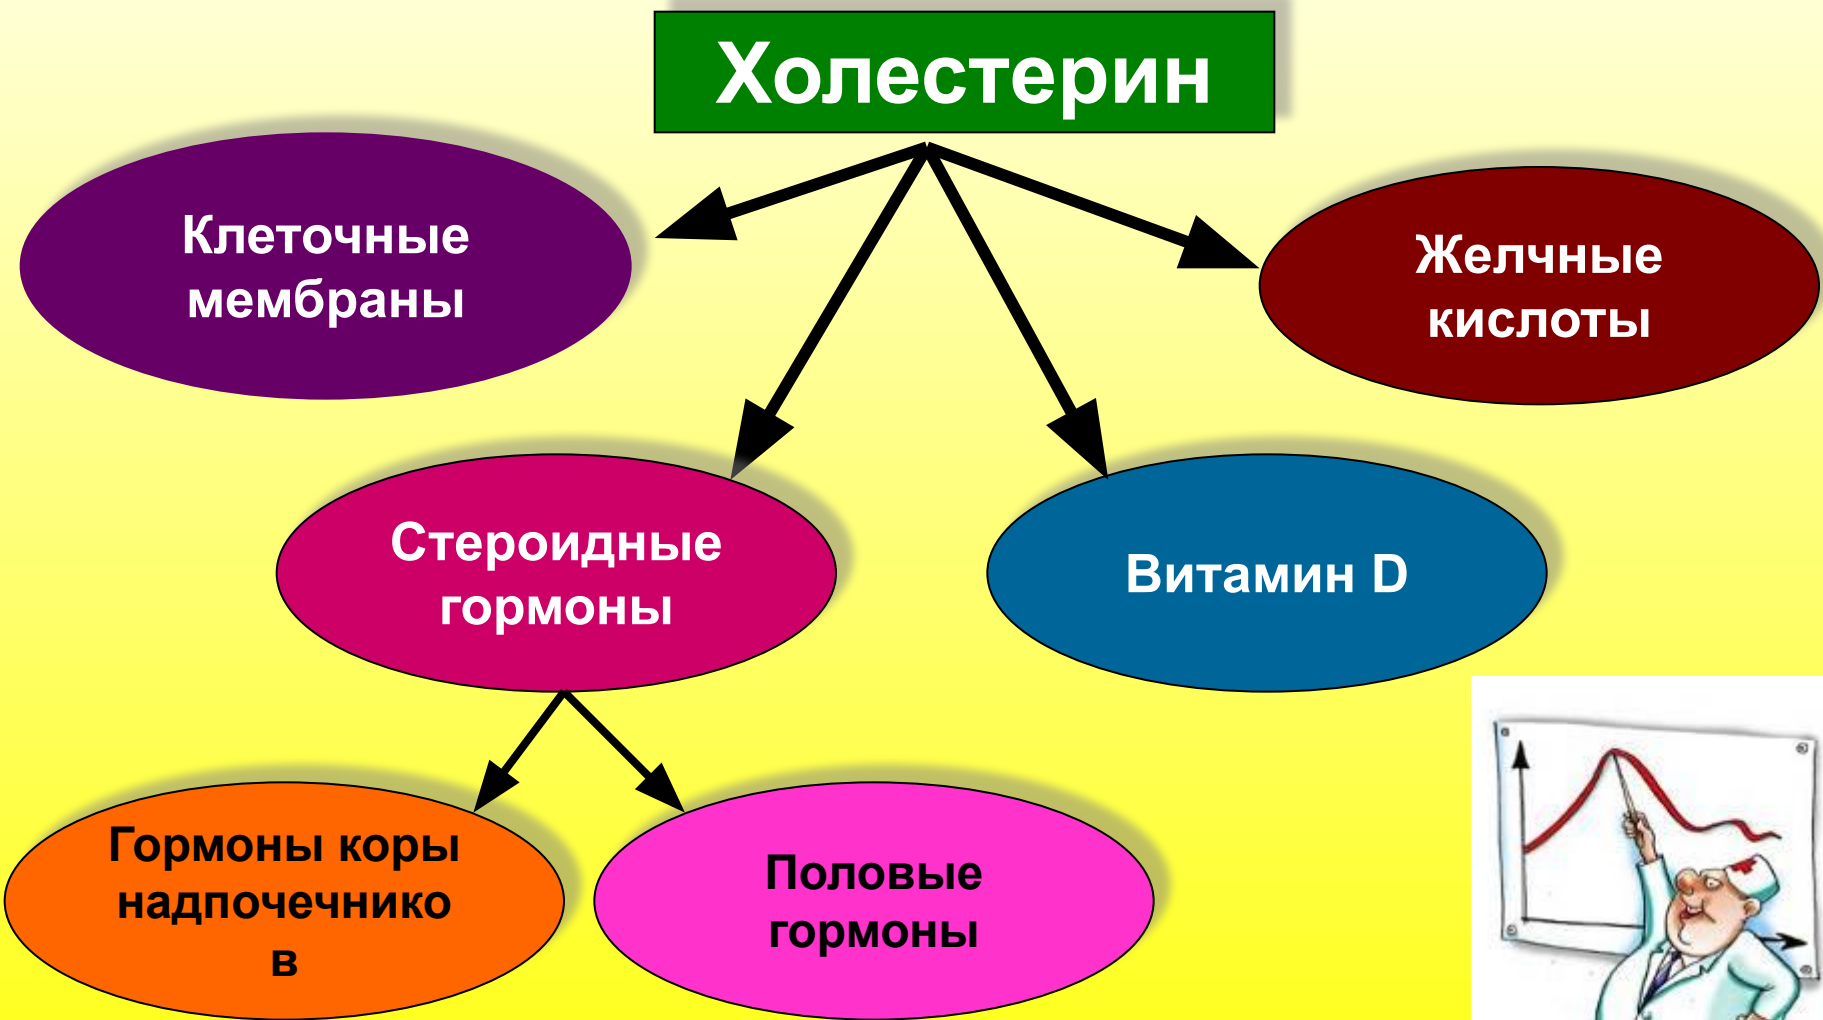 Холестерин
Клеточные
мембраны
Желчные
кислоты
Стероидные
гормоны
Витамин D
Гормоны коры
надпочечнико
в
Половые
гормоны